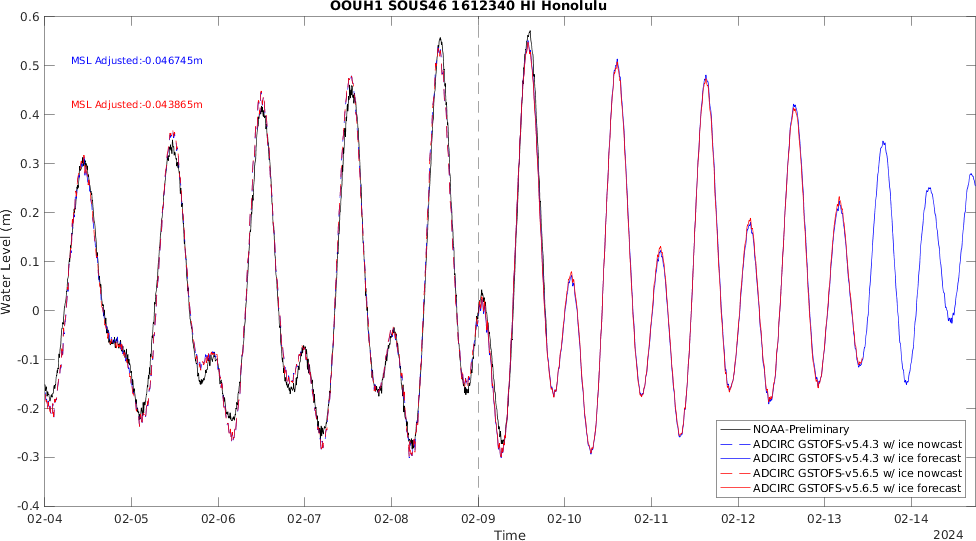 OOUH1 SOUS46 1612340 HI Honolulu
0.6
0.5
0.4
0.3
0.2
0.1
0
-0.1
-0.2
-0.3
-0.4
Water Level (m)
MSL Adjusted:-0.046745m
MSL Adjusted:-0.043865m
NOAA-Preliminary
ADCIRC GSTOFS-v5.4.3 w/ ice nowcast
ADCIRC GSTOFS-v5.4.3 w/ ice forecast
ADCIRC GSTOFS-v5.6.5 w/ ice nowcast
ADCIRC GSTOFS-v5.6.5 w/ ice forecast
02-04 02-05 02-06 02-07 02-08 02-09 02-10 02-11 02-12 02-13 02-14
Time
2024